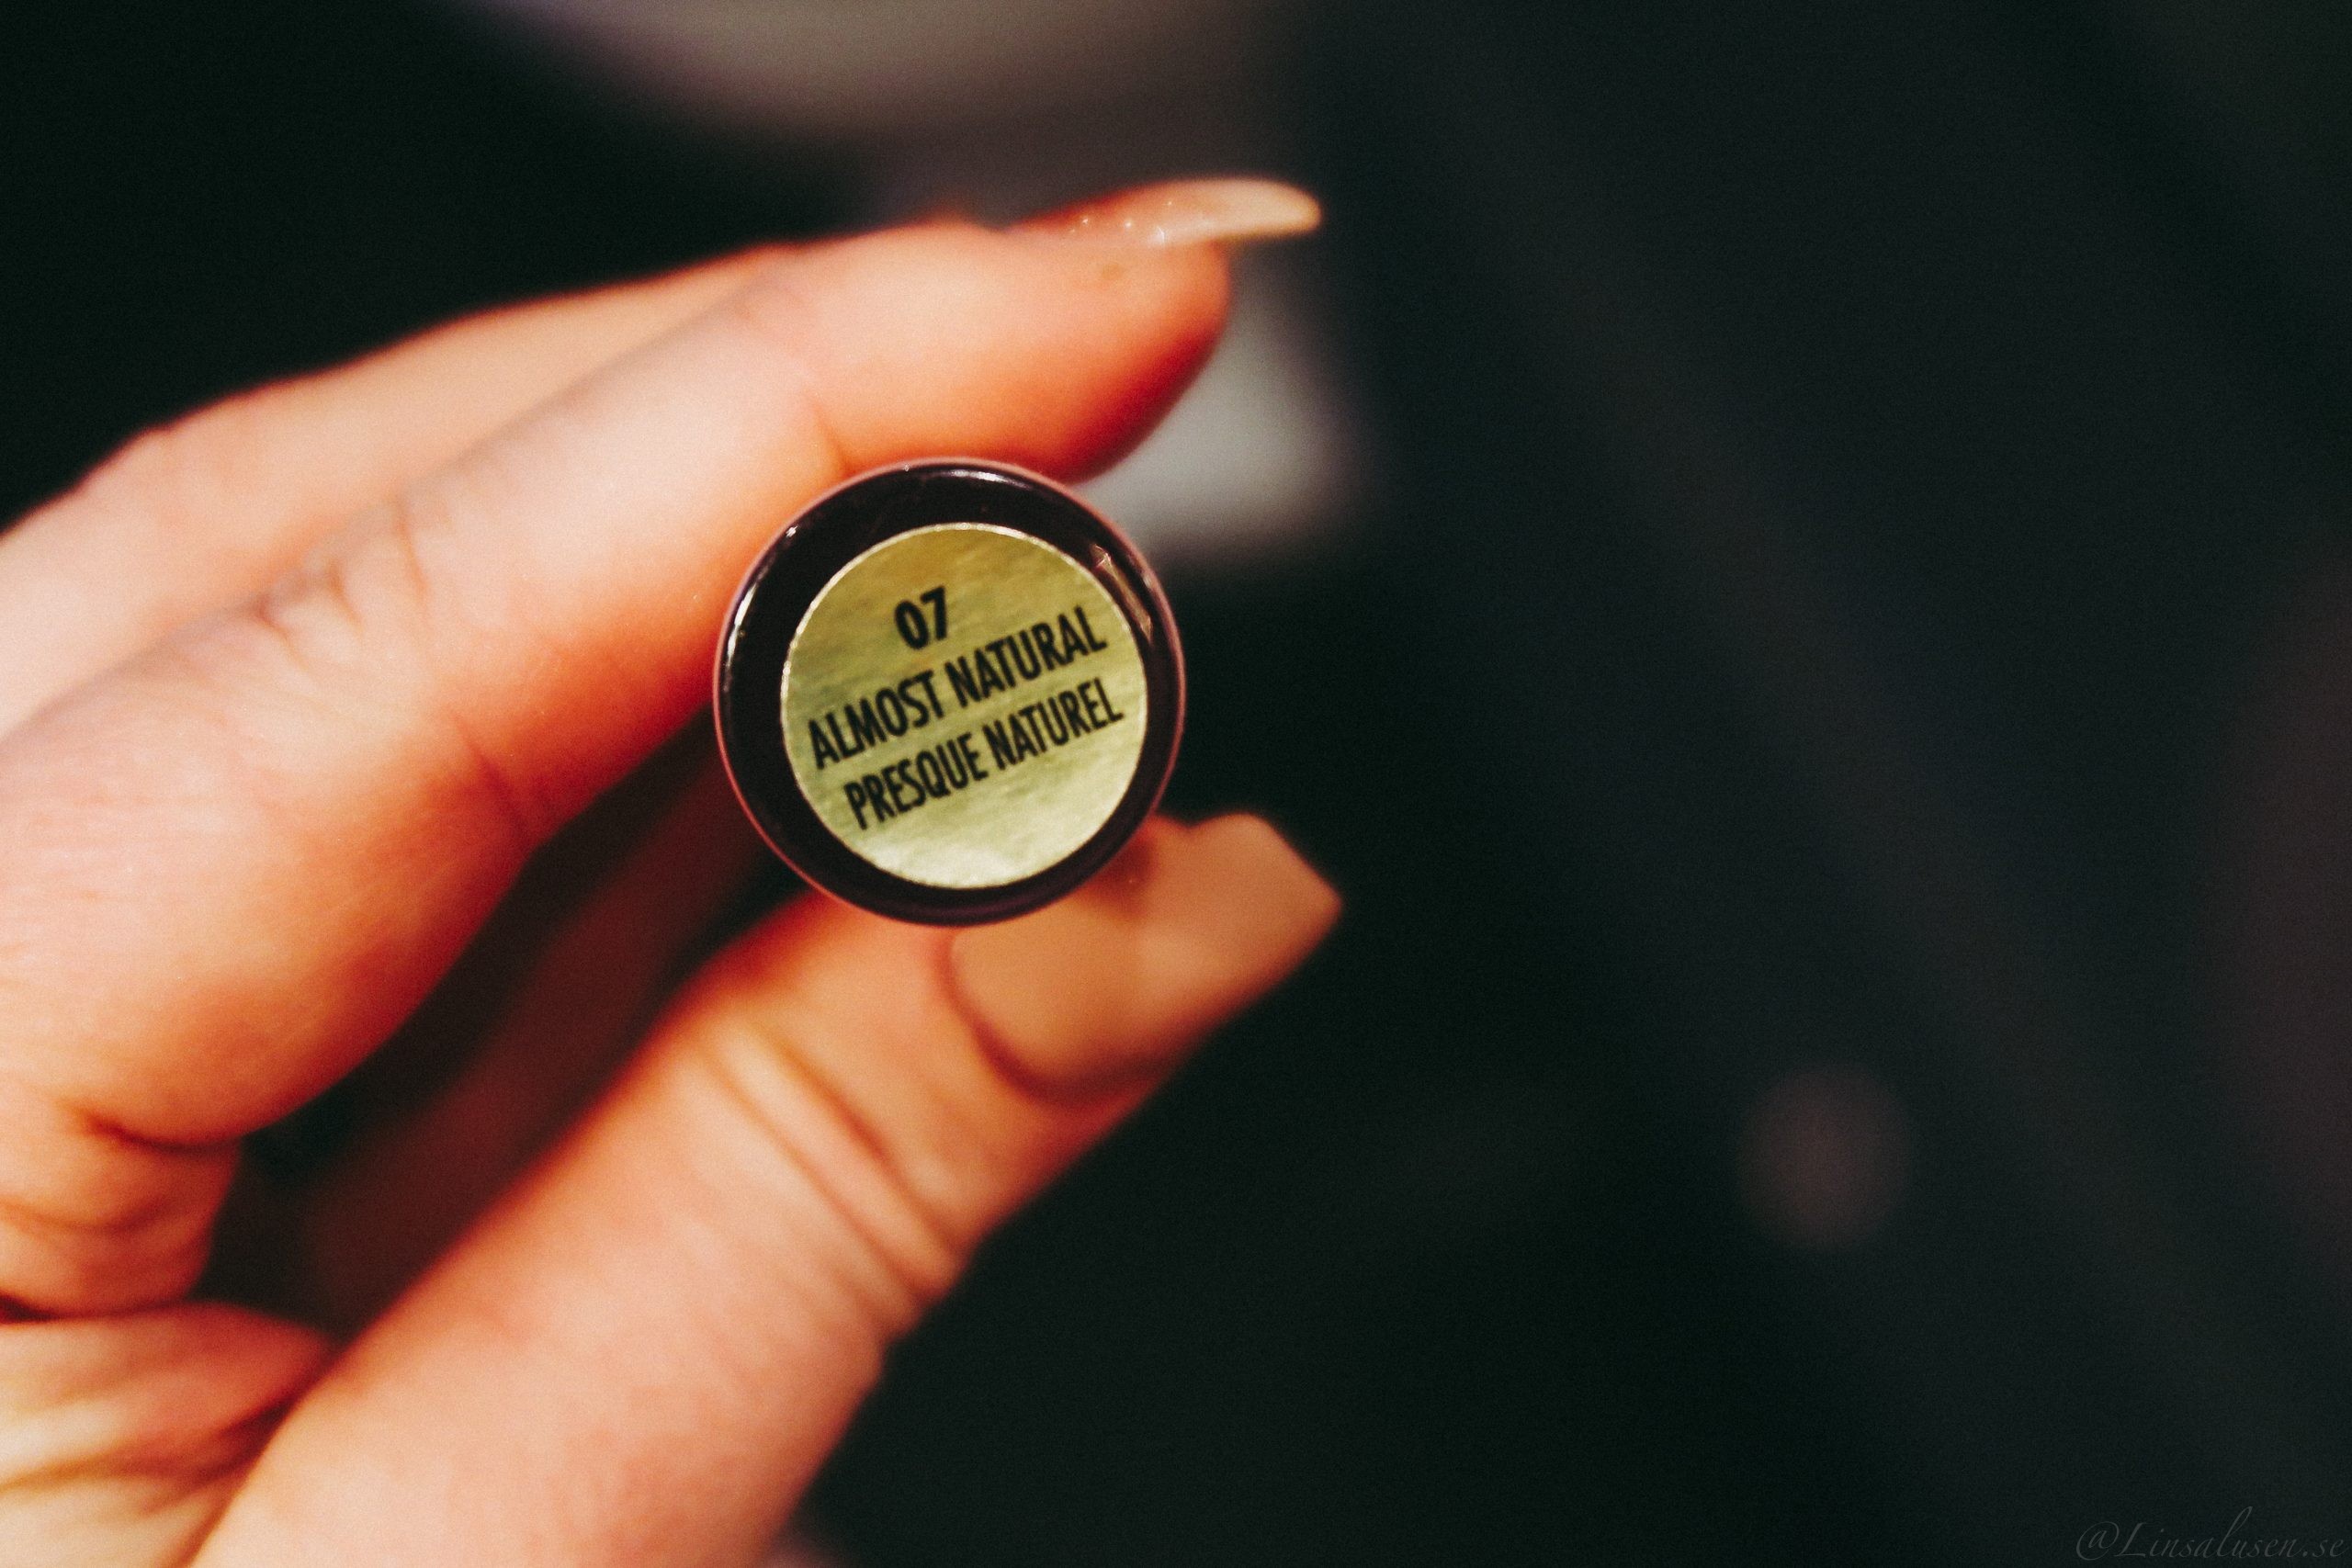 07
ALMOST NATURAL
PRESQUE NATUREL
@Linsalusen.se